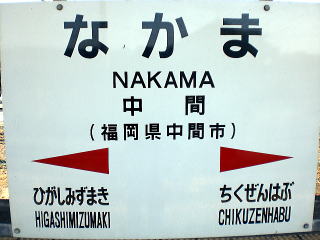 なかま
NAKAMA
中間
(福岡県中間市)
ひがしみずまき ちくぜんはぶ
HIGASHIMIZUMAKI CHIKUZENHABU